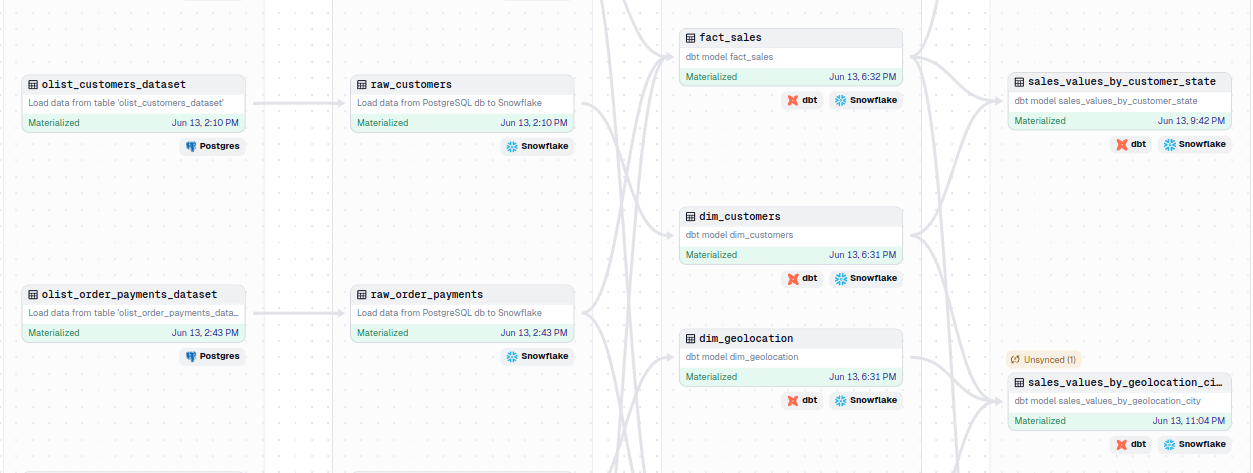 olist_customers_dataset
Load data from table 'olist_customers_dataset'
Materialized Jun 13, 2:10 PM
Postgres
olist_order_payments_dataset
Load data from table 'olist_order_payments_data…
Materialized Jun 13, 2:43 PM
Postgres
raw_customers
Load data from PostgreSQL db to Snowflake
Materialized Jun 13, 2:10 PM
Snowflake
raw_order_payments
Load data from PostgreSQL db to Snowflake
Materialized Jun 13, 2:43 PM
Snowflake
fact_sales
dbt model fact_sales
Materialized Jun 13, 6:32 PM
dbt Snowflake
dim_customers
dbt model dim_customers
Materialized Jun 13, 6:31 PM
dbt Snowflake
dim_geolocation
dbt model dim_geolocation
Materialized Jun 13, 6:31 PM
dbt Snowflake
sales_values_by_customer_state
dbt model sales_values_by_customer_state
Materialized Jun 13, 9:42 PM
dbt Snowflake
Unsynced (1)
sales_values_by_geolocation_ci…
dbt model sales_values_by_geolocation_city
Materialized Jun 13, 11:04 PM
dbt Snowflake